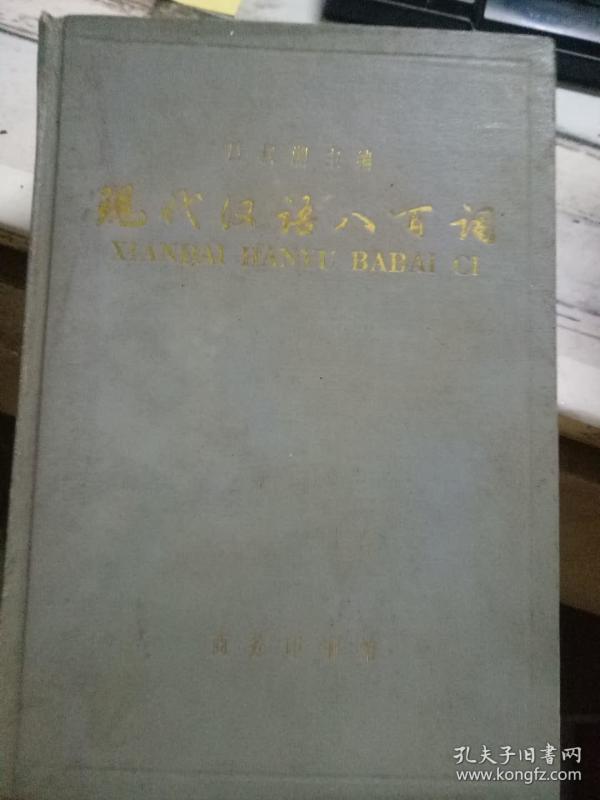 吕叔湘主编
现代汉语八百词
XIANDAI HANYU BABAI CI
商务印书馆
孔夫子旧书网
www.kongfz.com